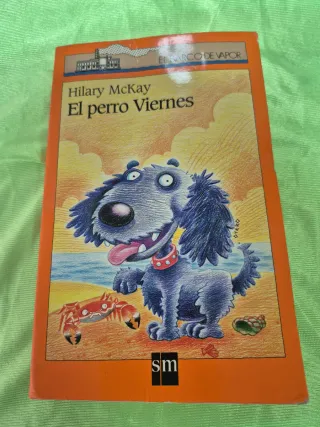 EL BARCO DE VAPOR
Hilary McKay
El perro Viernes
sm